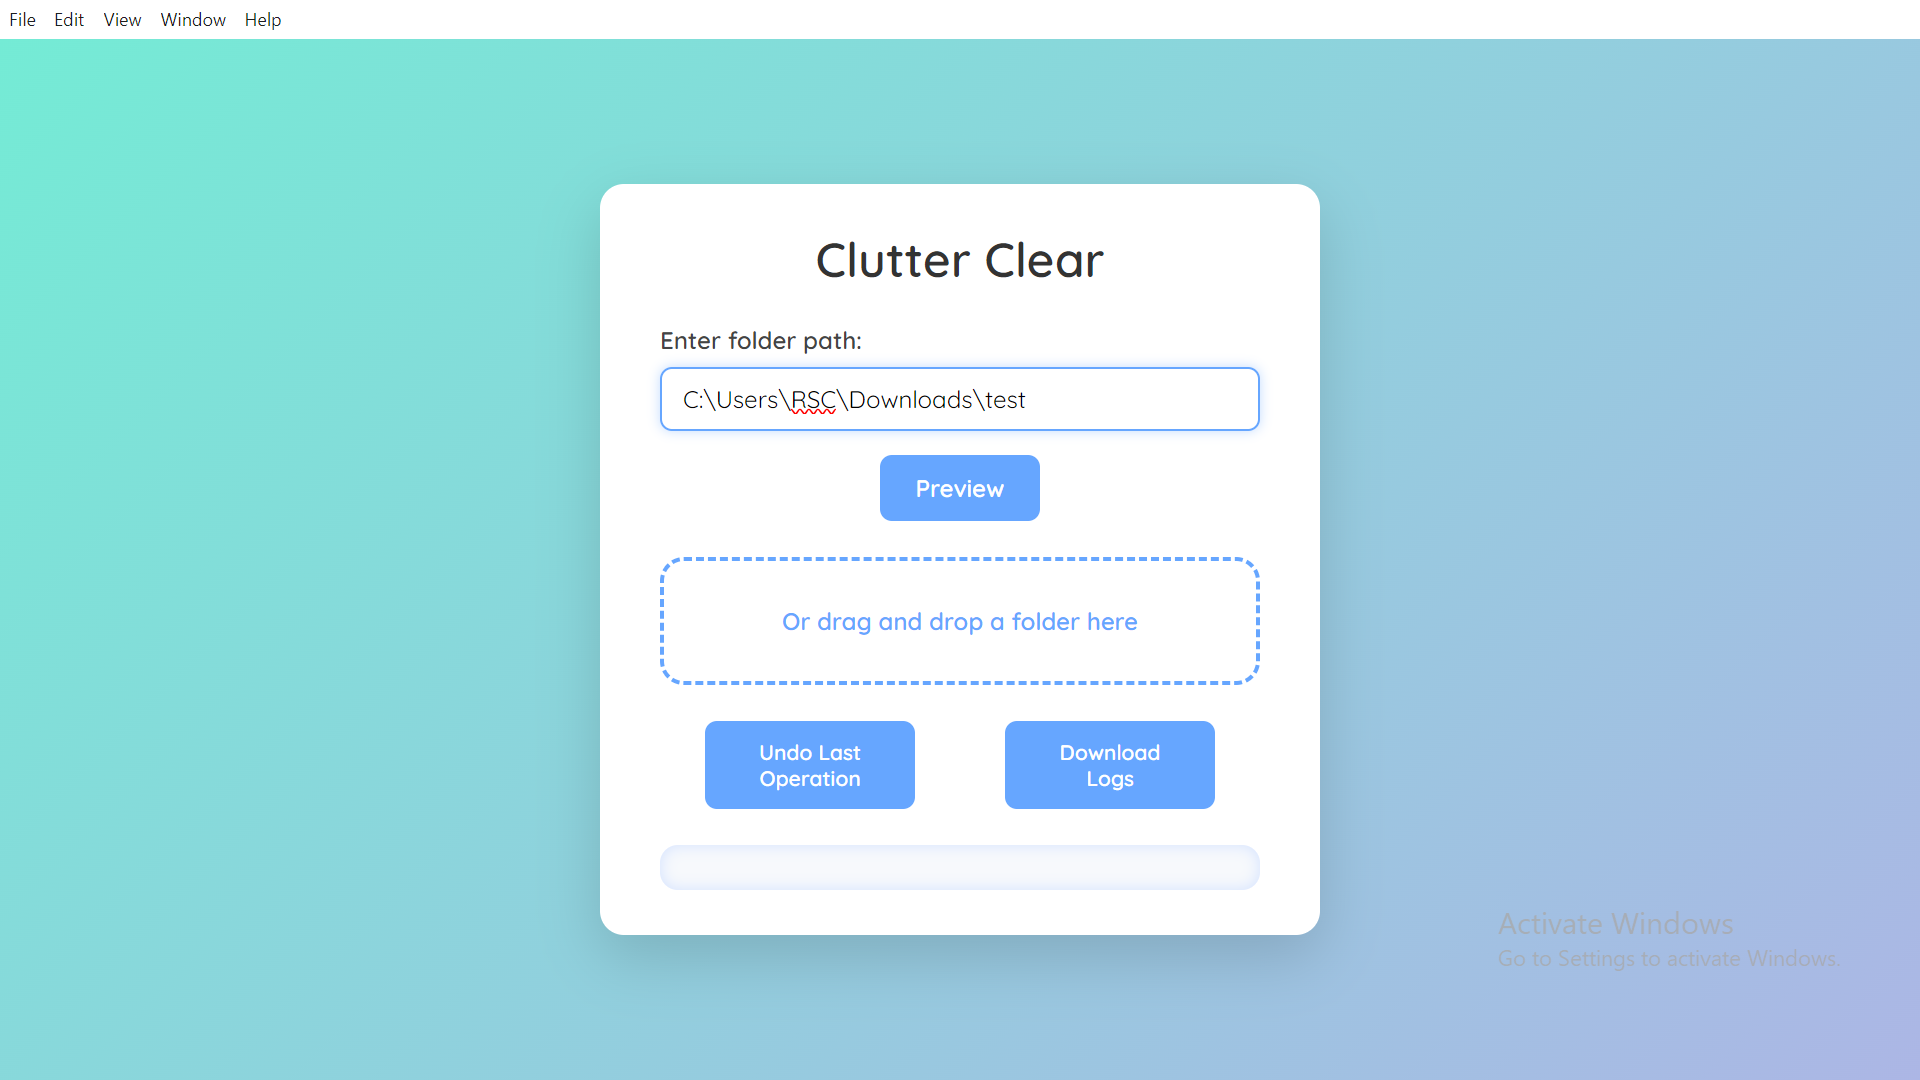 File Edit View Window Help
Clutter Clear
Enter folder path:
C:\Users\RSC\Downloads\test
Preview
Or drag and drop a folder here
Undo Last
Operation
Download
Logs
Activate Windows
Go to Settings to activate Windows.